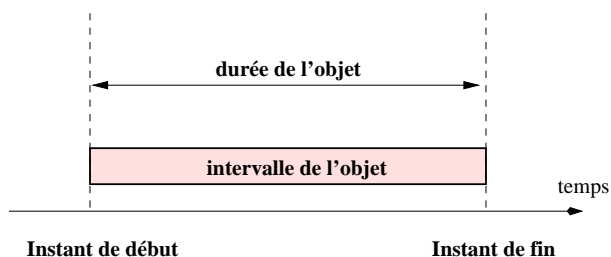 durée de l'objet
intervalle de l'objet
temps
Instant de début
Instant de fin